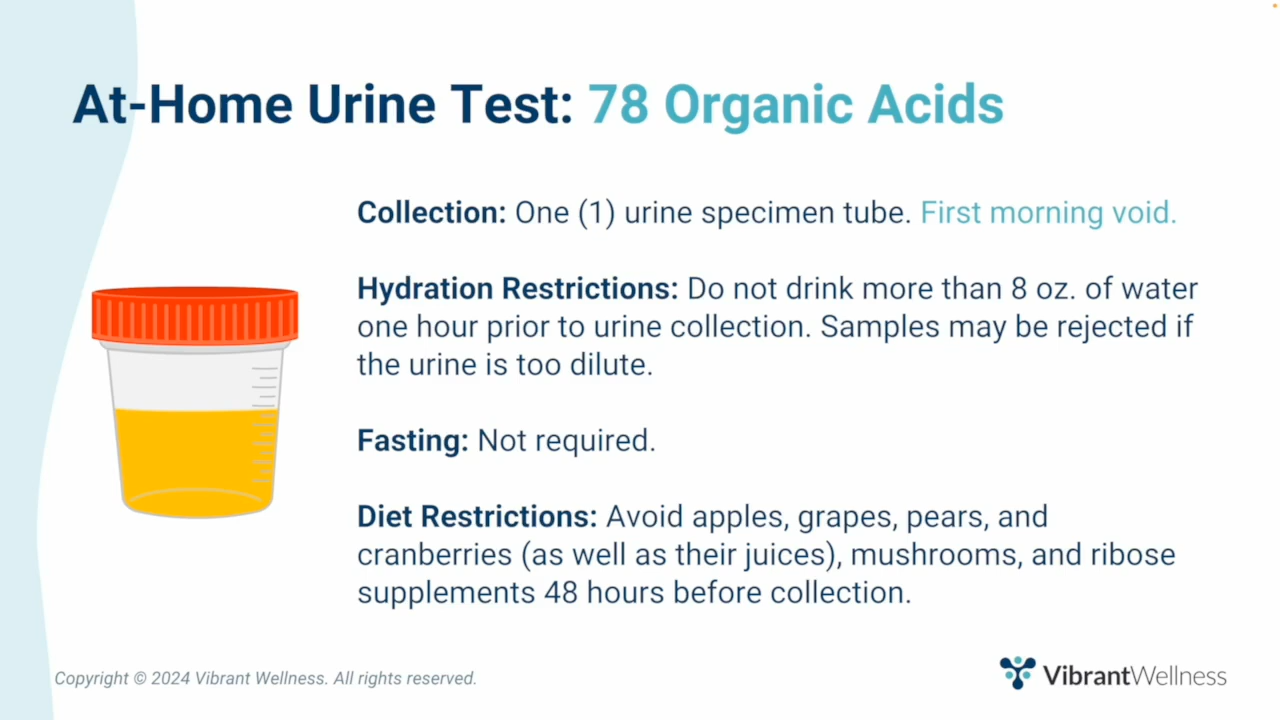 At-Home Urine Test: 78 Organic Acids
Collection: One (1) urine specimen tube. First morning void.
Hydration Restrictions: Do not drink more than 8 oz. of water
one hour prior to urine collection. Samples may be rejected if
the urine is too dilute.
Fasting: Not required.
Diet Restrictions: Avoid apples, grapes, pears, and
cranberries (as well as their juices), mushrooms, and ribose
supplements 48 hours before collection.
Copyright © 2024 Vibrant Wellness. All rights reserved.
VibrantWellness